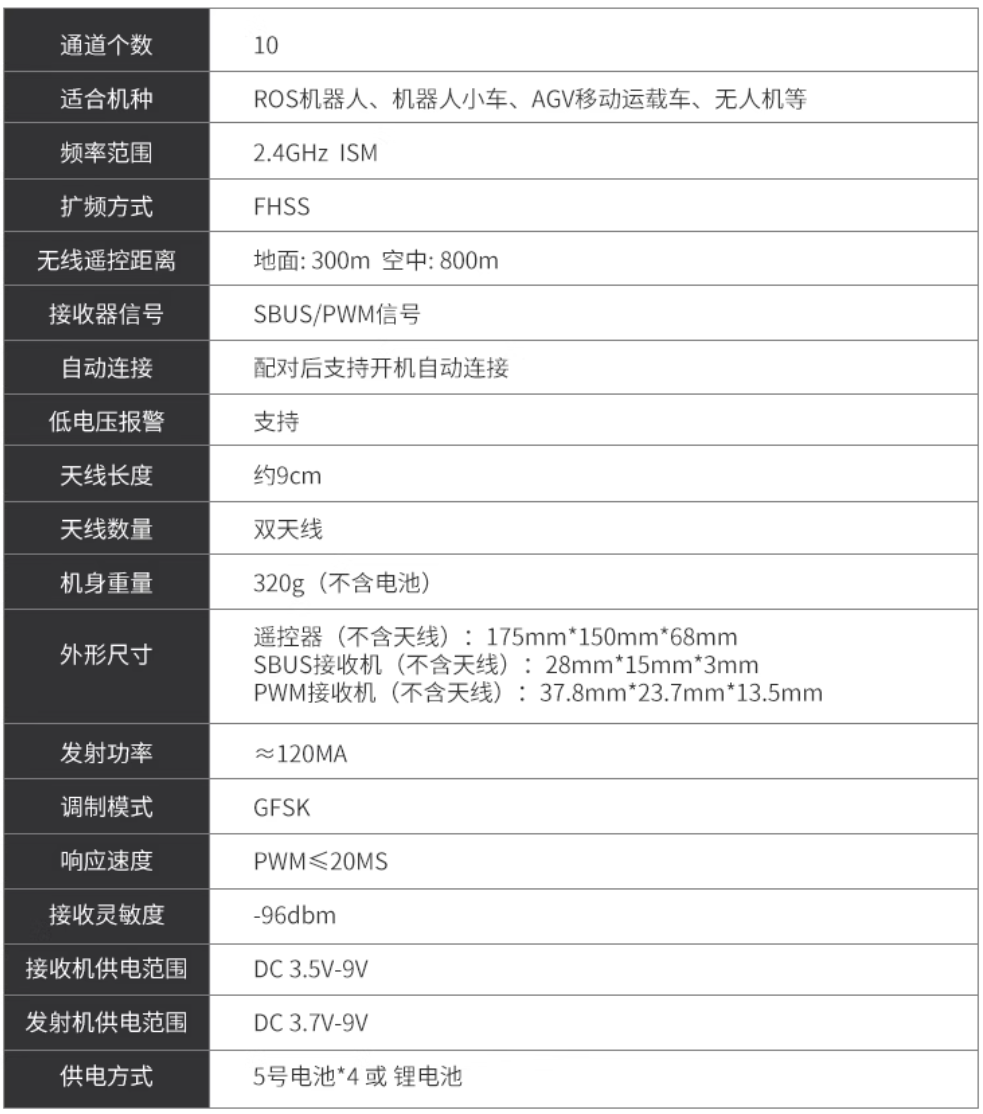 通道个数 10
适合机种 ROS机器人、机器人小车、AGV移动运载车、无人机等
频率范围 2.4GHz ISM
扩频方式 FHSS
无线遥控距离 地面: 300m 空中: 800m
接收器信号 SBUS/PWM信号
自动连接 配对后支持开机自动连接
低电压报警 支持
天线长度 约9cm
天线数量 双天线
机身重量 320g（不含电池）
外形尺寸 遥控器（不含天线）：175mm*150mm*68mm
SBUS接收机（不含天线）：28mm*15mm*3mm
PWM接收机（不含天线）：37.8mm*23.7mm*13.5mm
发射功率 ≈120MA
调制模式 GFSK
响应速度 PWM≤20MS
接收灵敏度 -96dbm
接收机供电范围 DC 3.5V-9V
发射机供电范围 DC 3.7V-9V
供电方式 5号电池*4 或 锂电池